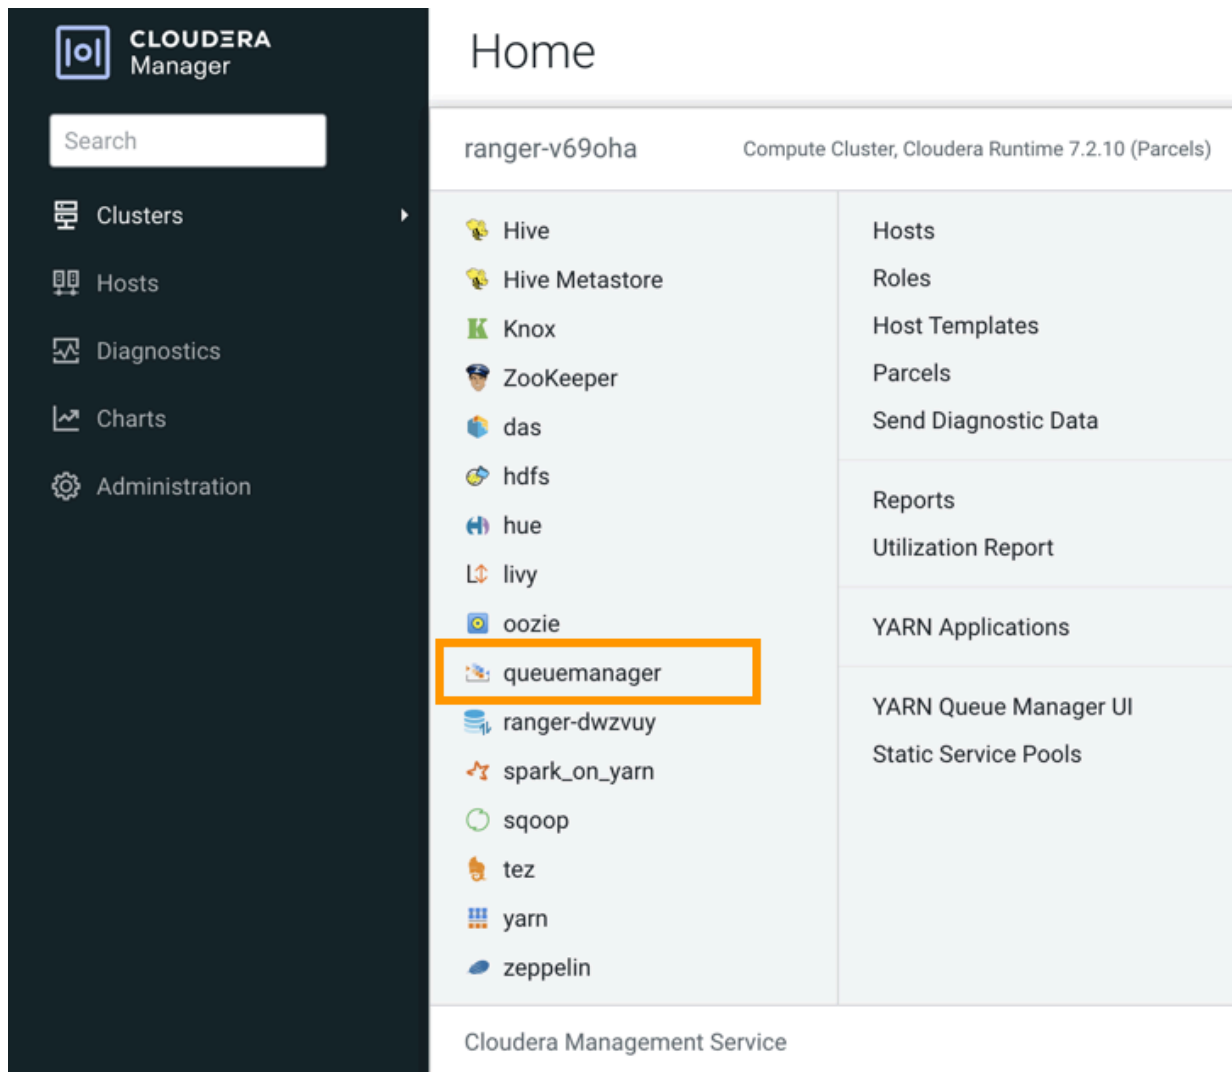 CLOUDERA
Manager
Search
Clusters
Hosts
Diagnostics
Charts
Administration
Home
ranger-v69oha
Compute Cluster, Cloudera Runtime 7.2.10 (Parcels)
Hive
Hive Metastore
Knox
ZooKeeper
das
hdfs
hue
livy
oozie
queuemanager
ranger-dwzvuy
spark_on_yarn
sqoop
tez
yarn
zeppelin
Hosts
Roles
Host Templates
Parcels
Send Diagnostic Data
Reports
Utilization Report
YARN Applications
YARN Queue Manager UI
Static Service Pools
Cloudera Management Service